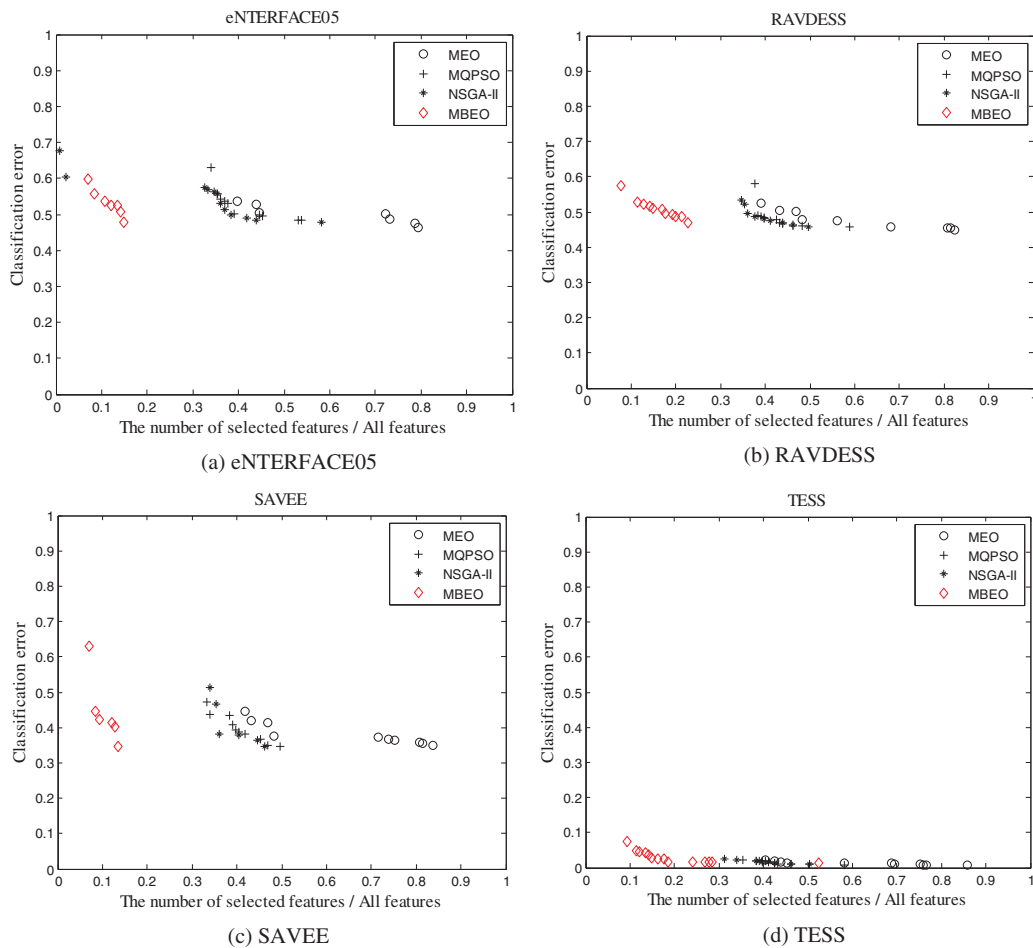 eNTERFACE05
1
0.9
0.8
0.7
0.6
0.5
0.4
0.3
0.2
0.1
0
Classification error
MEO
MQPSO
NSGA-II
MBEO
0 0.1 0.2 0.3 0.4 0.5 0.6 0.7 0.8 0.9 1
The number of selected features / All features
(a) eNTERFACE05
RAVDESS
1
0.9
0.8
0.7
0.6
0.5
0.4
0.3
0.2
0.1
0
Classification error
MEO
MQPSO
NSGA-II
MBEO
0 0.1 0.2 0.3 0.4 0.5 0.6 0.7 0.8 0.9 1
The number of selected features / All features
(b) RAVDESS
SAVEE
1
0.9
0.8
0.7
0.6
0.5
0.4
0.3
0.2
0.1
0
Classification error
MEO
MQPSO
NSGA-II
MBEO
0 0.1 0.2 0.3 0.4 0.5 0.6 0.7 0.8 0.9 1
The number of selected features / All features
(c) SAVEE
TESS
1
0.9
0.8
0.7
0.6
0.5
0.4
0.3
0.2
0.1
0
Classification error
MEO
MQPSO
NSGA-II
MBEO
0 0.1 0.2 0.3 0.4 0.5 0.6 0.7 0.8 0.9 1
The number of selected features / All features
(d) TESS